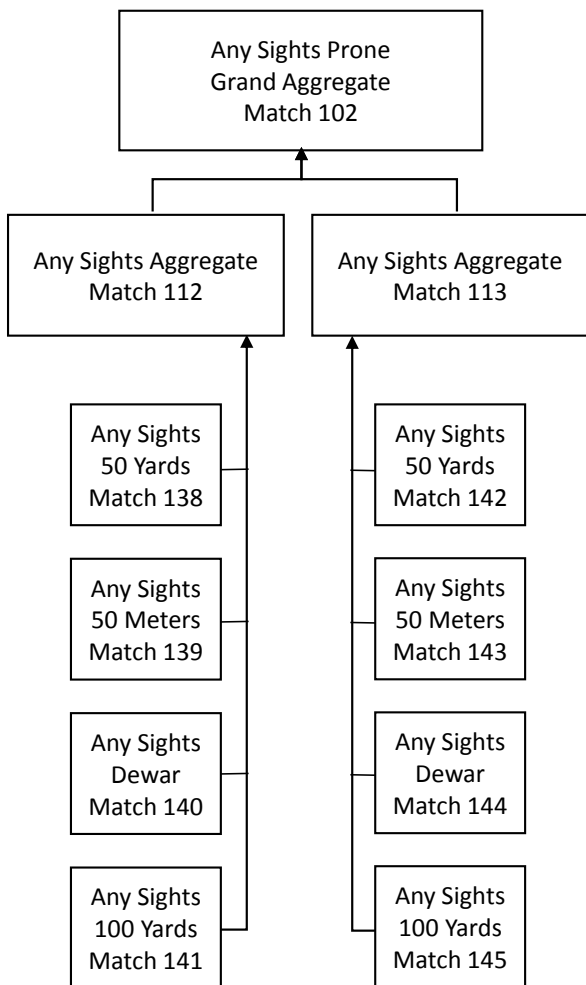 Any Sights Prone
Grand Aggregate
Match 102
Any Sights Aggregate
Match 112
Any Sights Aggregate
Match 113
Any Sights
50 Yards
Match 138
Any Sights
50 Yards
Match 142
Any Sights
50 Meters
Match 139
Any Sights
50 Meters
Match 143
Any Sights
Dewar
Match 140
Any Sights
Dewar
Match 144
Any Sights
100 Yards
Match 141
Any Sights
100 Yards
Match 145